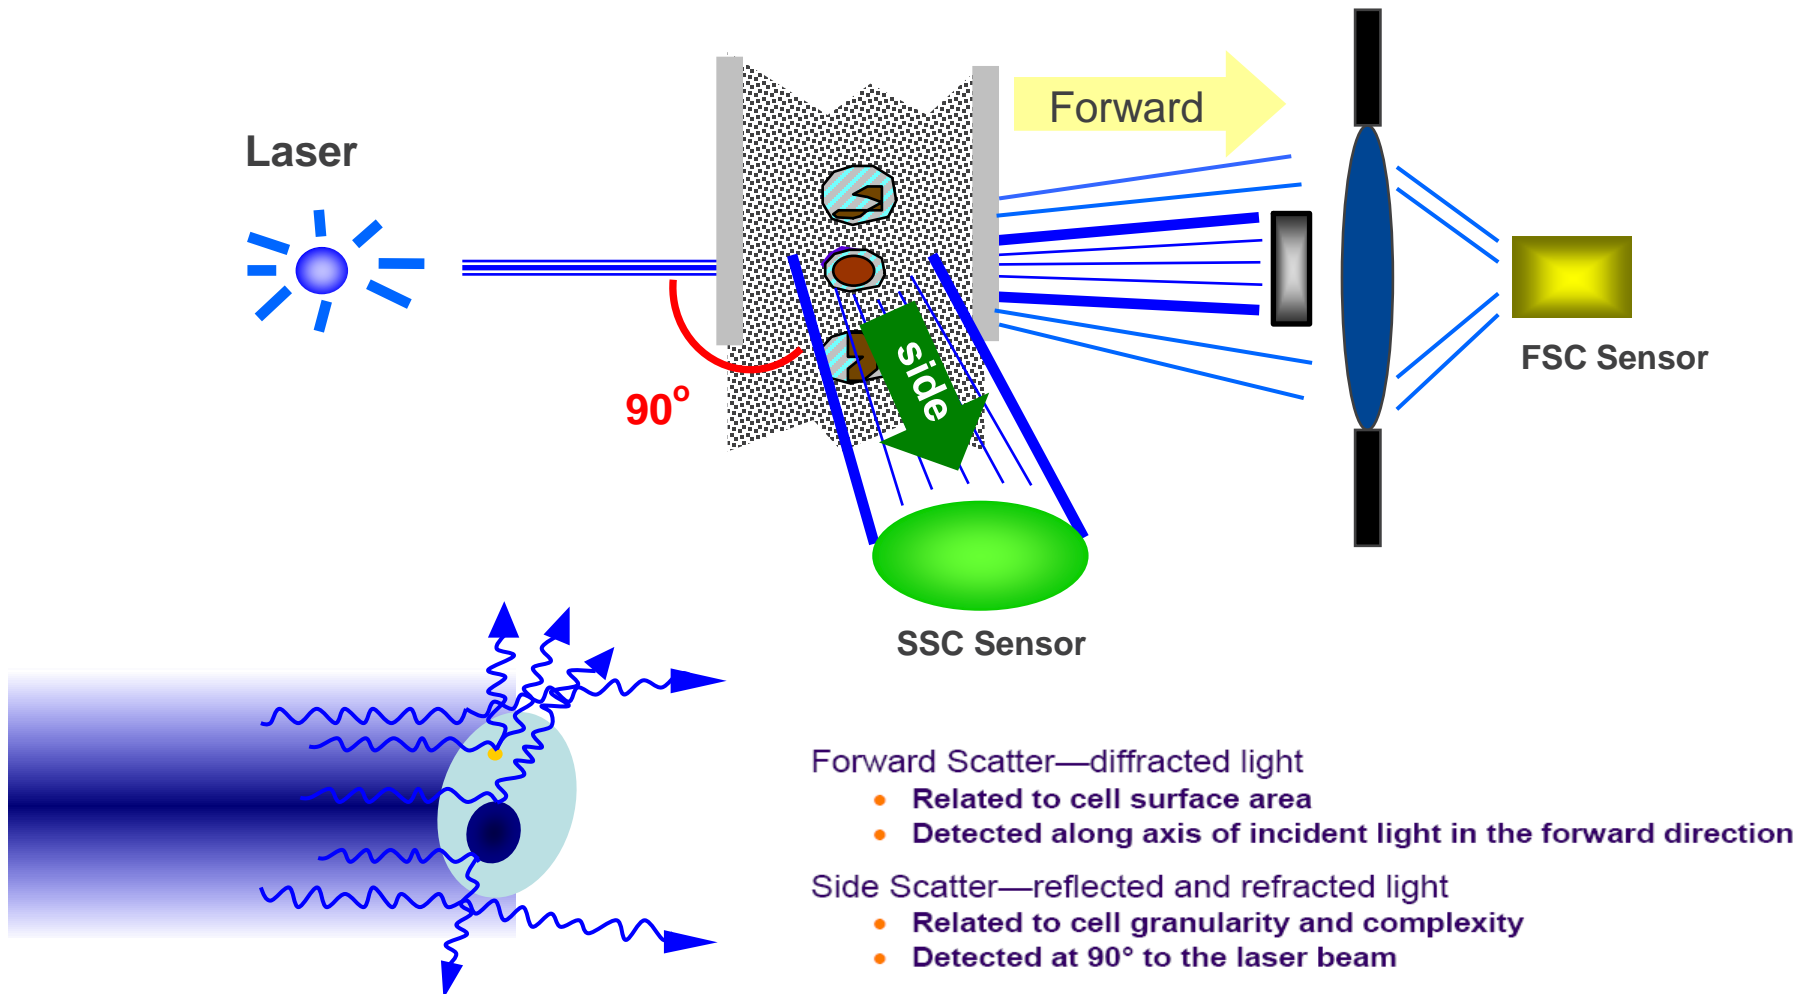 Forward
Laser
side
90°
FSC Sensor
SSC Sensor
Forward Scatter—diffracted light
• Related to cell surface area
• Detected along axis of incident light in the forward direction
Side Scatter—reflected and refracted light
• Related to cell granularity and complexity
• Detected at 90° to the laser beam